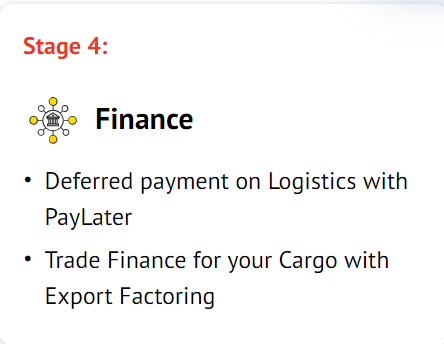 Stage 4:
Finance
• Deferred payment on Logistics with
PayLater
• Trade Finance for your Cargo with
Export Factoring